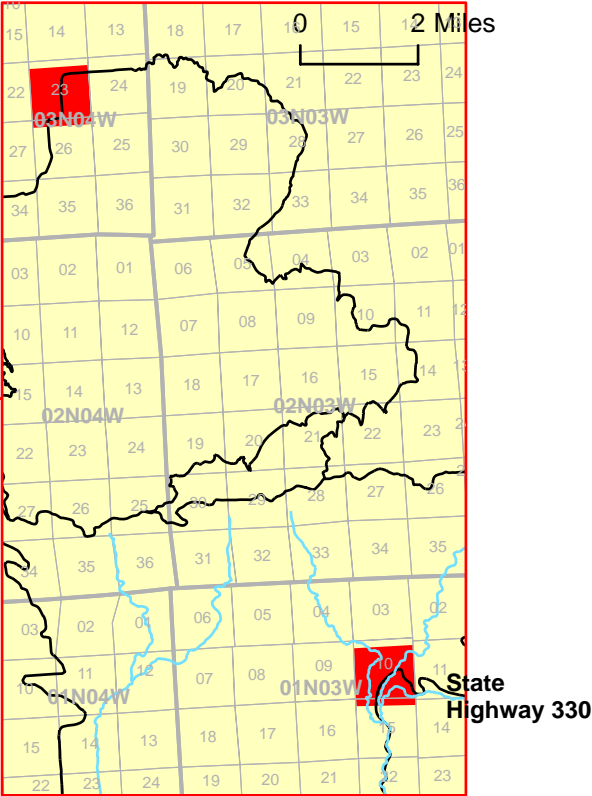 16
15 14 13 18 17 16 15 14 13
0 2 Miles
22 23 24 19 20 21 22 23 24
03N04W 03N03W
27 26 25 30 29 28 27 26 25
34 35 36 31 32 33 34 35 36
03 02 01 06 05 04 03 02 01
10 11 12 07 08 09 10 11 12
15 14 13 18 17 16 15 14 13
02N04W 02N03W
22 23 24 19 20 21 22 23
27 26 25 30 29 28 27 26
34 35 36 31 32 33 34 35
03 02 04 06 05 04 03 02
10 11 12 07 08 09 10 11
01N04W 01N03W
State
Highway 330
15 14 13 18 17 16 15 14
22 23 24 19 20 21 22 23